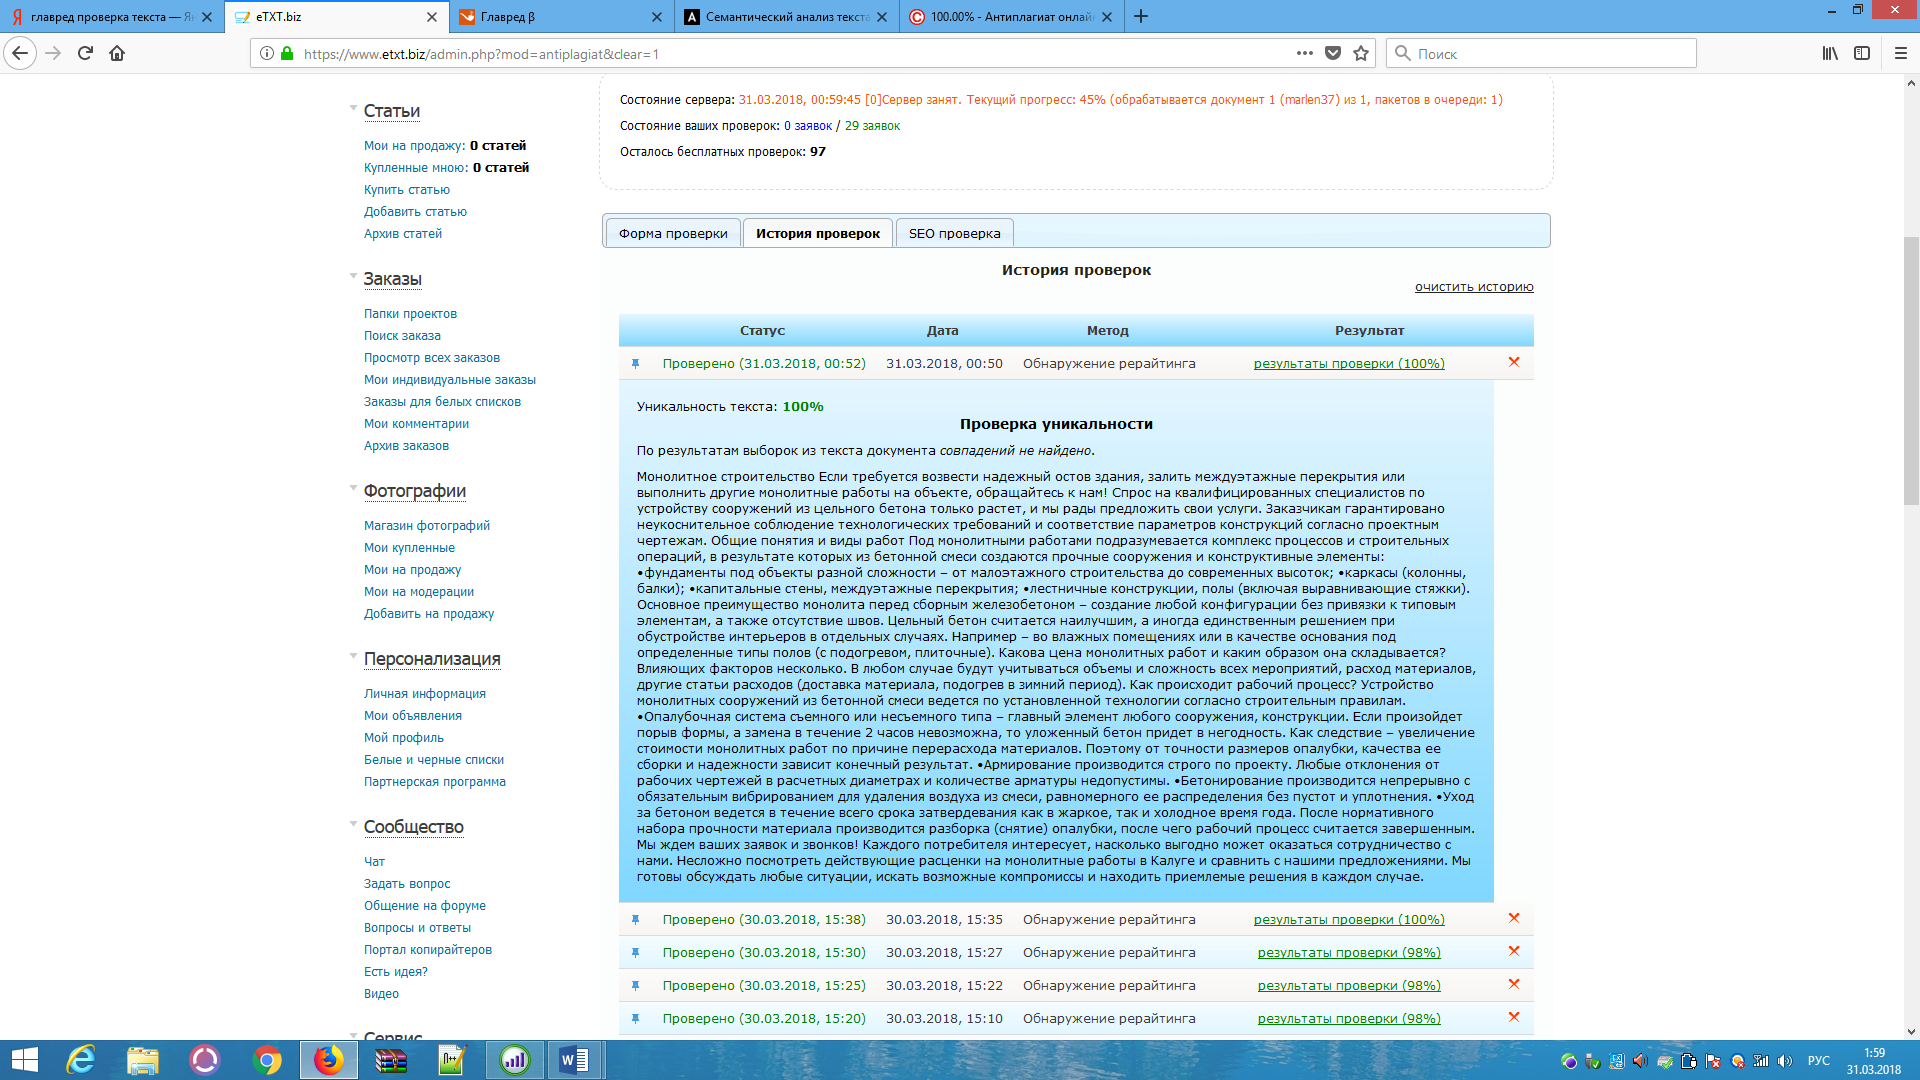 главред проверка текста — Ян
eTXT.biz
Главред β
Семантический анализ текста
100.00% - Антиплагиат онлайн
https://www.etxt.biz/admin.php?mod=antiplagiat&clear=1
Поиск
Статьи
Мои на продажу: 0 статей
Купленные мною: 0 статей
Купить статью
Добавить статью
Архив статей
Заказы
Папки проектов
Поиск заказа
Просмотр всех заказов
Мои индивидуальные заказы
Заказы для белых списков
Мои комментарии
Архив заказов
Фотографии
Магазин фотографий
Мои купленные
Мои на продажу
Мои на модерации
Добавить на продажу
Персонализация
Личная информация
Мои объявления
Мой профиль
Белые и черные списки
Партнерская программа
Сообщество
Чат
Задать вопрос
Общение на форуме
Вопросы и ответы
Портал копирайтеров
Есть идея?
Видео
Сервис
Состояние сервера: 31.03.2018, 00:59:45 [0]Сервер занят. Текущий прогресс: 45% (обрабатывается документ 1 (marlen37) из 1, пакетов в очереди: 1)
Состояние ваших проверок: 0 заявок / 29 заявок
Осталось бесплатных проверок: 97
Форма проверки
История проверок
SEO проверка
История проверок
очистить историю
Статус Дата Метод Результат
Проверено (31.03.2018, 00:52) 31.03.2018, 00:50 Обнаружение рерайтинга результаты проверки (100%)
Уникальность текста: 100%
Проверка уникальности
По результатам выборок из текста документа совпадений не найдено.
Монолитное строительство Если требуется возвести надежный остов здания, залить междуэтажные перекрытия или
выполнить другие монолитные работы на объекте, обращайтесь к нам! Спрос на квалифицированных специалистов по
устройству сооружений из цельного бетона только растет, и мы рады предложить свои услуги. Заказчикам гарантировано
неукоснительное соблюдение технологических требований и соответствие параметров конструкций согласно проектным
чертежам. Общие понятия и виды работ Под монолитными работами подразумевается комплекс процессов и строительных
операций, в результате которых из бетонной смеси создаются прочные сооружения и конструктивные элементы:
•фундаменты под объекты разной сложности – от малоэтажного строительства до современных высоток; •каркасы (колонны,
балки); •капитальные стены, междуэтажные перекрытия; •лестничные конструкции, полы (включая выравнивающие стяжки).
Основное преимущество монолита перед сборным железобетоном – создание любой конфигурации без привязки к типовым
элементам, а также отсутствие швов. Цельный бетон считается наилучшим, а иногда единственным решением при
обустройстве интерьеров в отдельных случаях. Например – во влажных помещениях или в качестве основания под
определенные типы полов (с подогревом, плиточные). Какова цена монолитных работ и каким образом она складывается?
Влияющих факторов несколько. В любом случае будут учитываться объемы и сложность всех мероприятий, расход материалов,
другие статьи расходов (доставка материала, подогрев в зимний период). Как происходит рабочий процесс? Устройство
монолитных сооружений из бетонной смеси ведется по установленной технологии согласно строительным правилам.
•Опалубочная система съемного или несъемного типа – главный элемент любого сооружения, конструкции. Если произойдет
порыв формы, а замена в течение 2 часов невозможна, то уложенный бетон придет в негодность. Как следствие – увеличение
стоимости монолитных работ по причине перерасхода материалов. Поэтому от точности размеров опалубки, качества ее
сборки и надежности зависит конечный результат. •Армирование производится строго по проекту. Любые отклонения от
рабочих чертежей в расчетных диаметрах и количестве арматуры недопустимы. •Бетонирование производится непрерывно с
обязательным вибрированием для удаления воздуха из смеси, равномерного ее распределения без пустот и уплотнения. •Уход
за бетоном ведется в течение всего срока затвердевания как в жаркое, так и холодное время года. После нормативного
набора прочности материала производится разборка (снятие) опалубки, после чего рабочий процесс считается завершенным.
Мы ждем ваших заявок и звонков! Каждого потребителя интересует, насколько выгодно может оказаться сотрудничество с
нами. Несложно посмотреть действующие расценки на монолитные работы в Калуге и сравнить с нашими предложениями. Мы
готовы обсуждать любые ситуации, искать возможные компромиссы и находить приемлемые решения в каждом случае.
Проверено (30.03.2018, 15:38) 30.03.2018, 15:35 Обнаружение рерайтинга результаты проверки (100%)
Проверено (30.03.2018, 15:30) 30.03.2018, 15:27 Обнаружение рерайтинга результаты проверки (98%)
Проверено (30.03.2018, 15:25) 30.03.2018, 15:22 Обнаружение рерайтинга результаты проверки (98%)
Проверено (30.03.2018, 15:20) 30.03.2018, 15:10 Обнаружение рерайтинга результаты проверки (98%)
РУС
1:59
31.03.2018